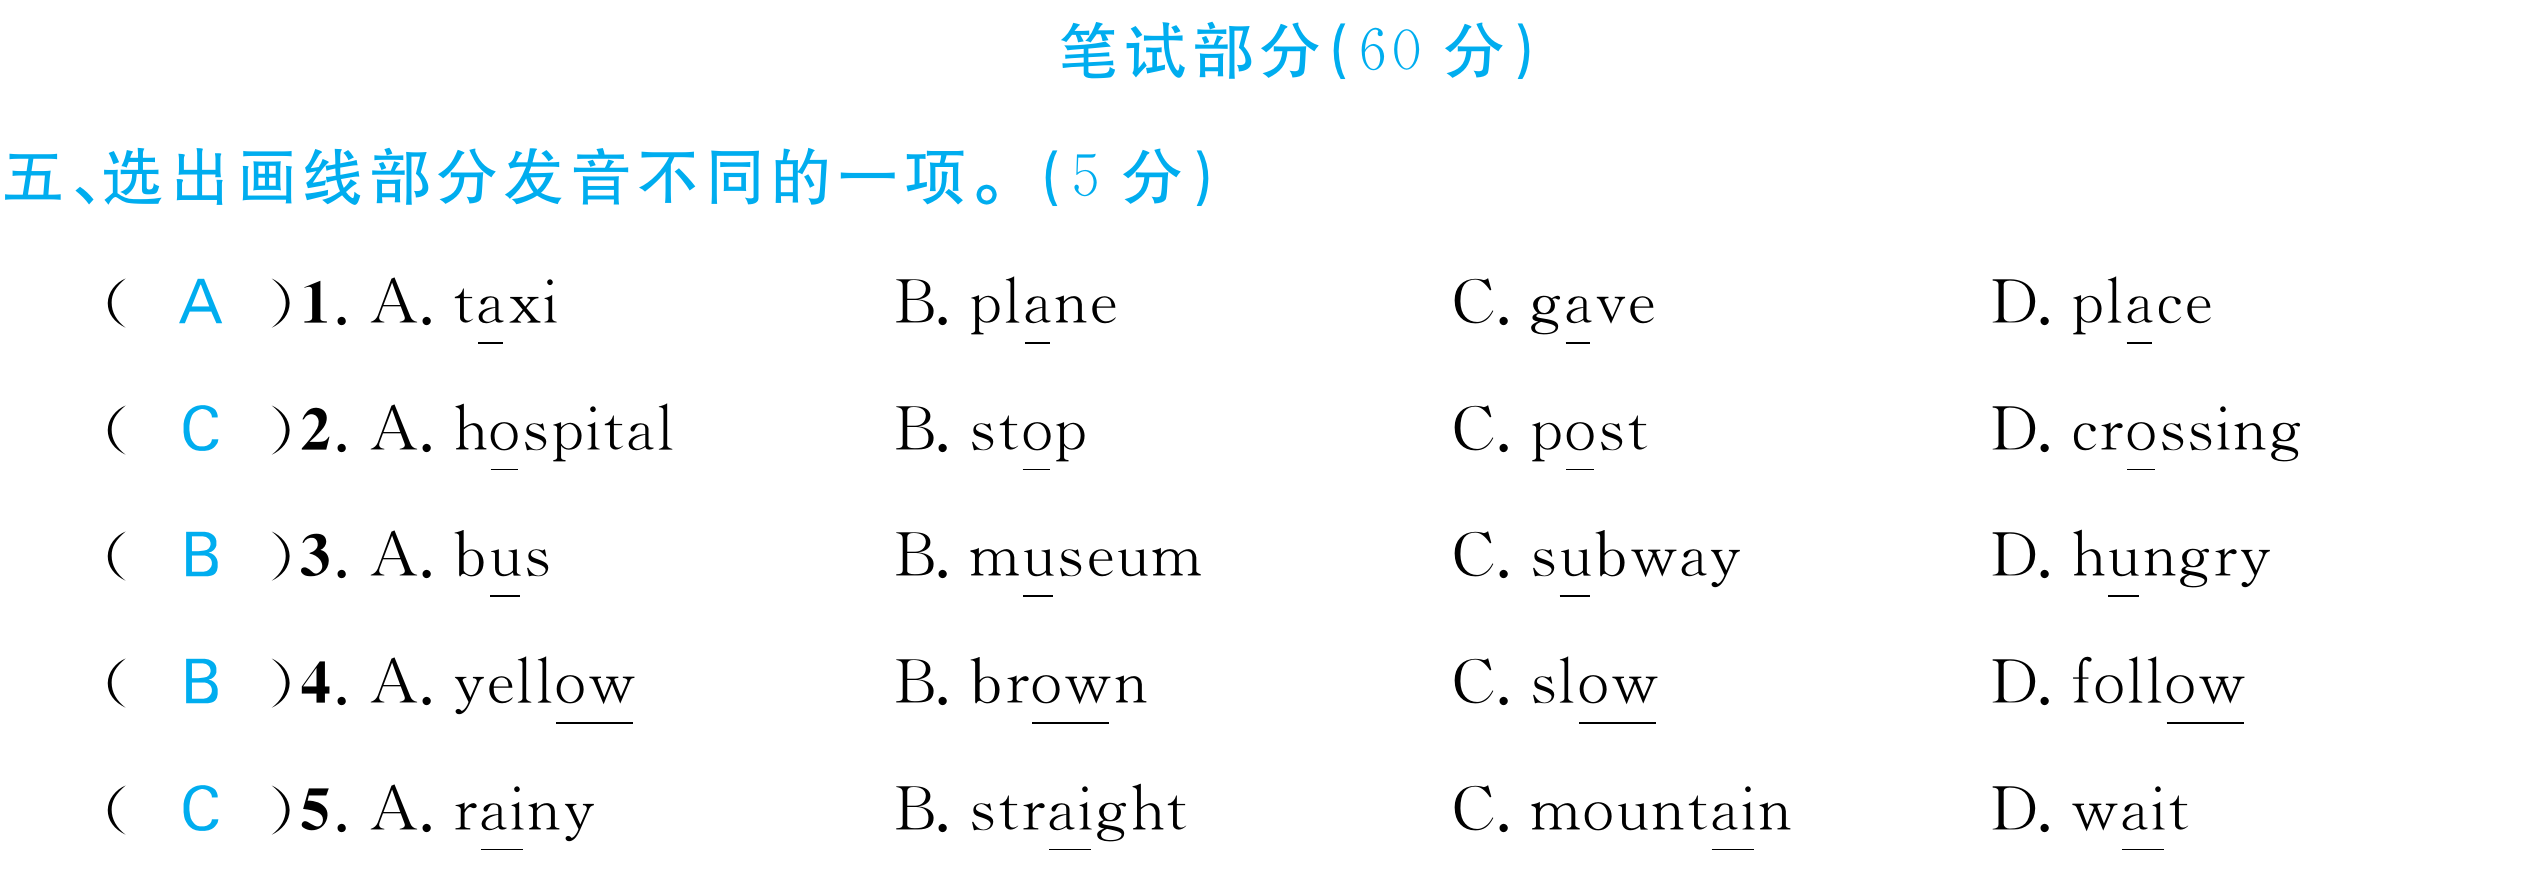 笔试部分(60 分)
五、选出画线部分发音不同的一项。(5 分)
( A )1. A. taxi B. plane C. gave D. place
( C )2. A. hospital B. stop C. post D. crossing
( B )3. A. bus B. museum C. subway D. hungry
( B )4. A. yellow B. brown C. slow D. follow
( C )5. A. rainy B. straight C. mountain D. wait